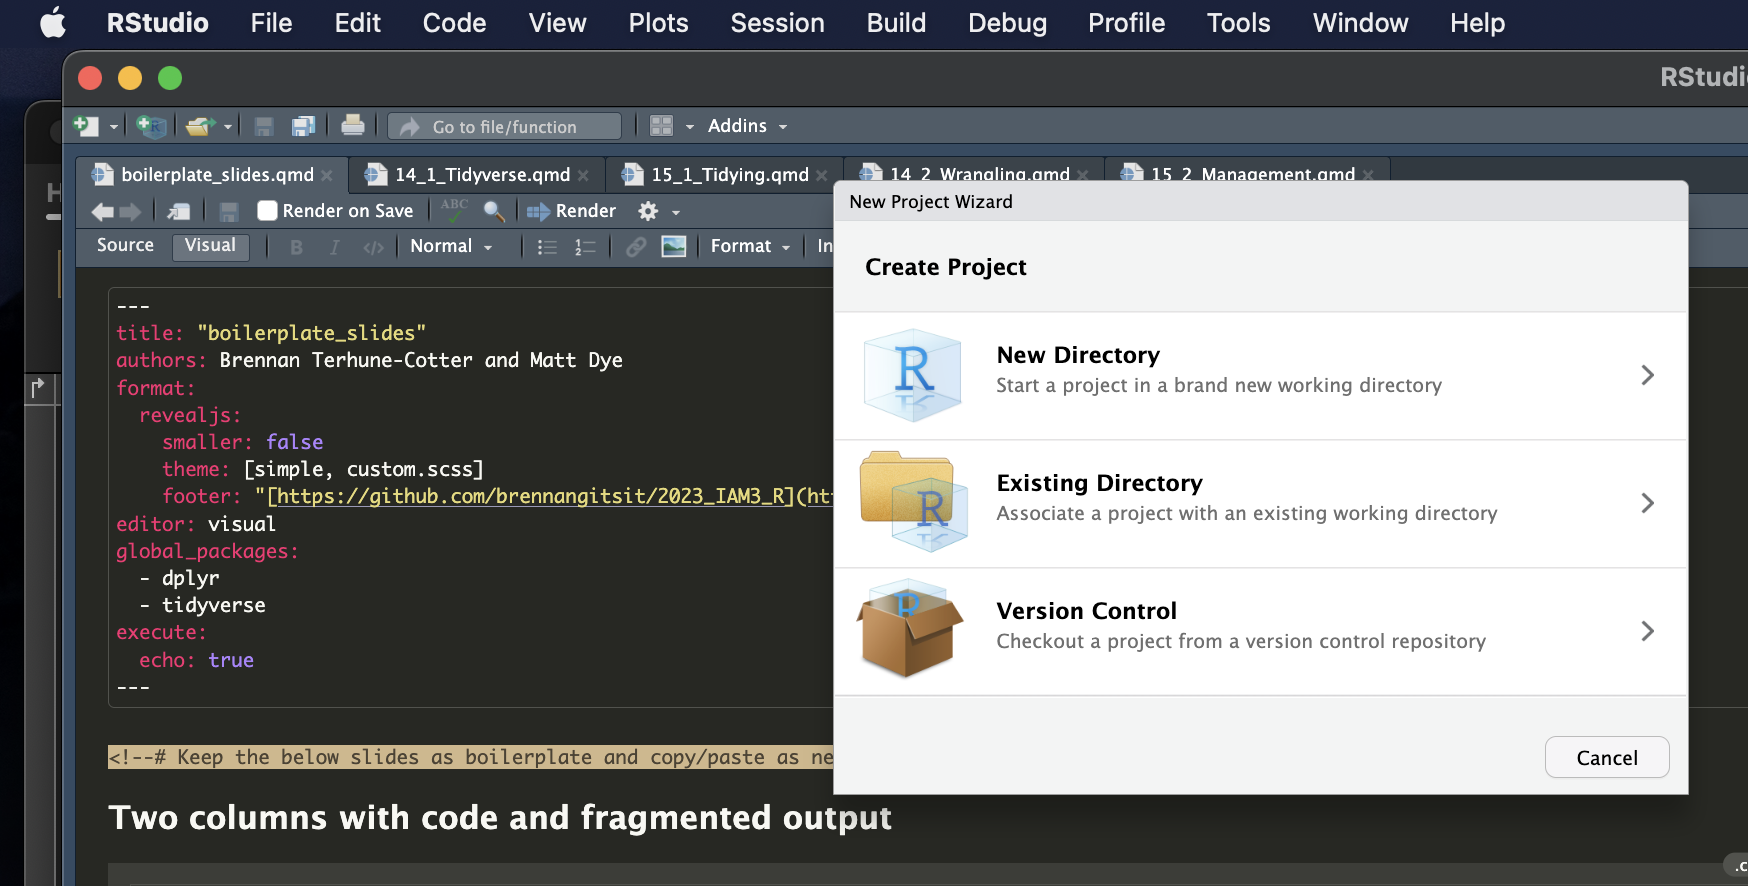 RStudio File Edit Code View Plots Session Build Debug Profile Tools Window Help
Go to file/function Addins
boilerplate_slides.qmd 14_1_Tidyverse.qmd 15_1_Tidying.qmd 14_2_Wrangling.qmd 15_2_Management.qmd
Render on Save ABC Render
Source Visual B I </> Normal Format
---
title: "boilerplate_slides"
authors: Brennan Terhune-Cotter and Matt Dye
format:
revealjs:
smaller: false
theme: [simple, custom.scss]
footer: "[https://github.com/brennangitsit/2023_IAM3_R](
editor: visual
global_packages:
- dplyr
- tidyverse
execute:
echo: true
---
<!--# Keep the below slides as boilerplate and copy/paste as
Two columns with code and fragmented output
New Project Wizard
Create Project
R
New Directory
Start a project in a brand new working directory
R
Existing Directory
Associate a project with an existing working directory
R
Version Control
Checkout a project from a version control repository
Cancel